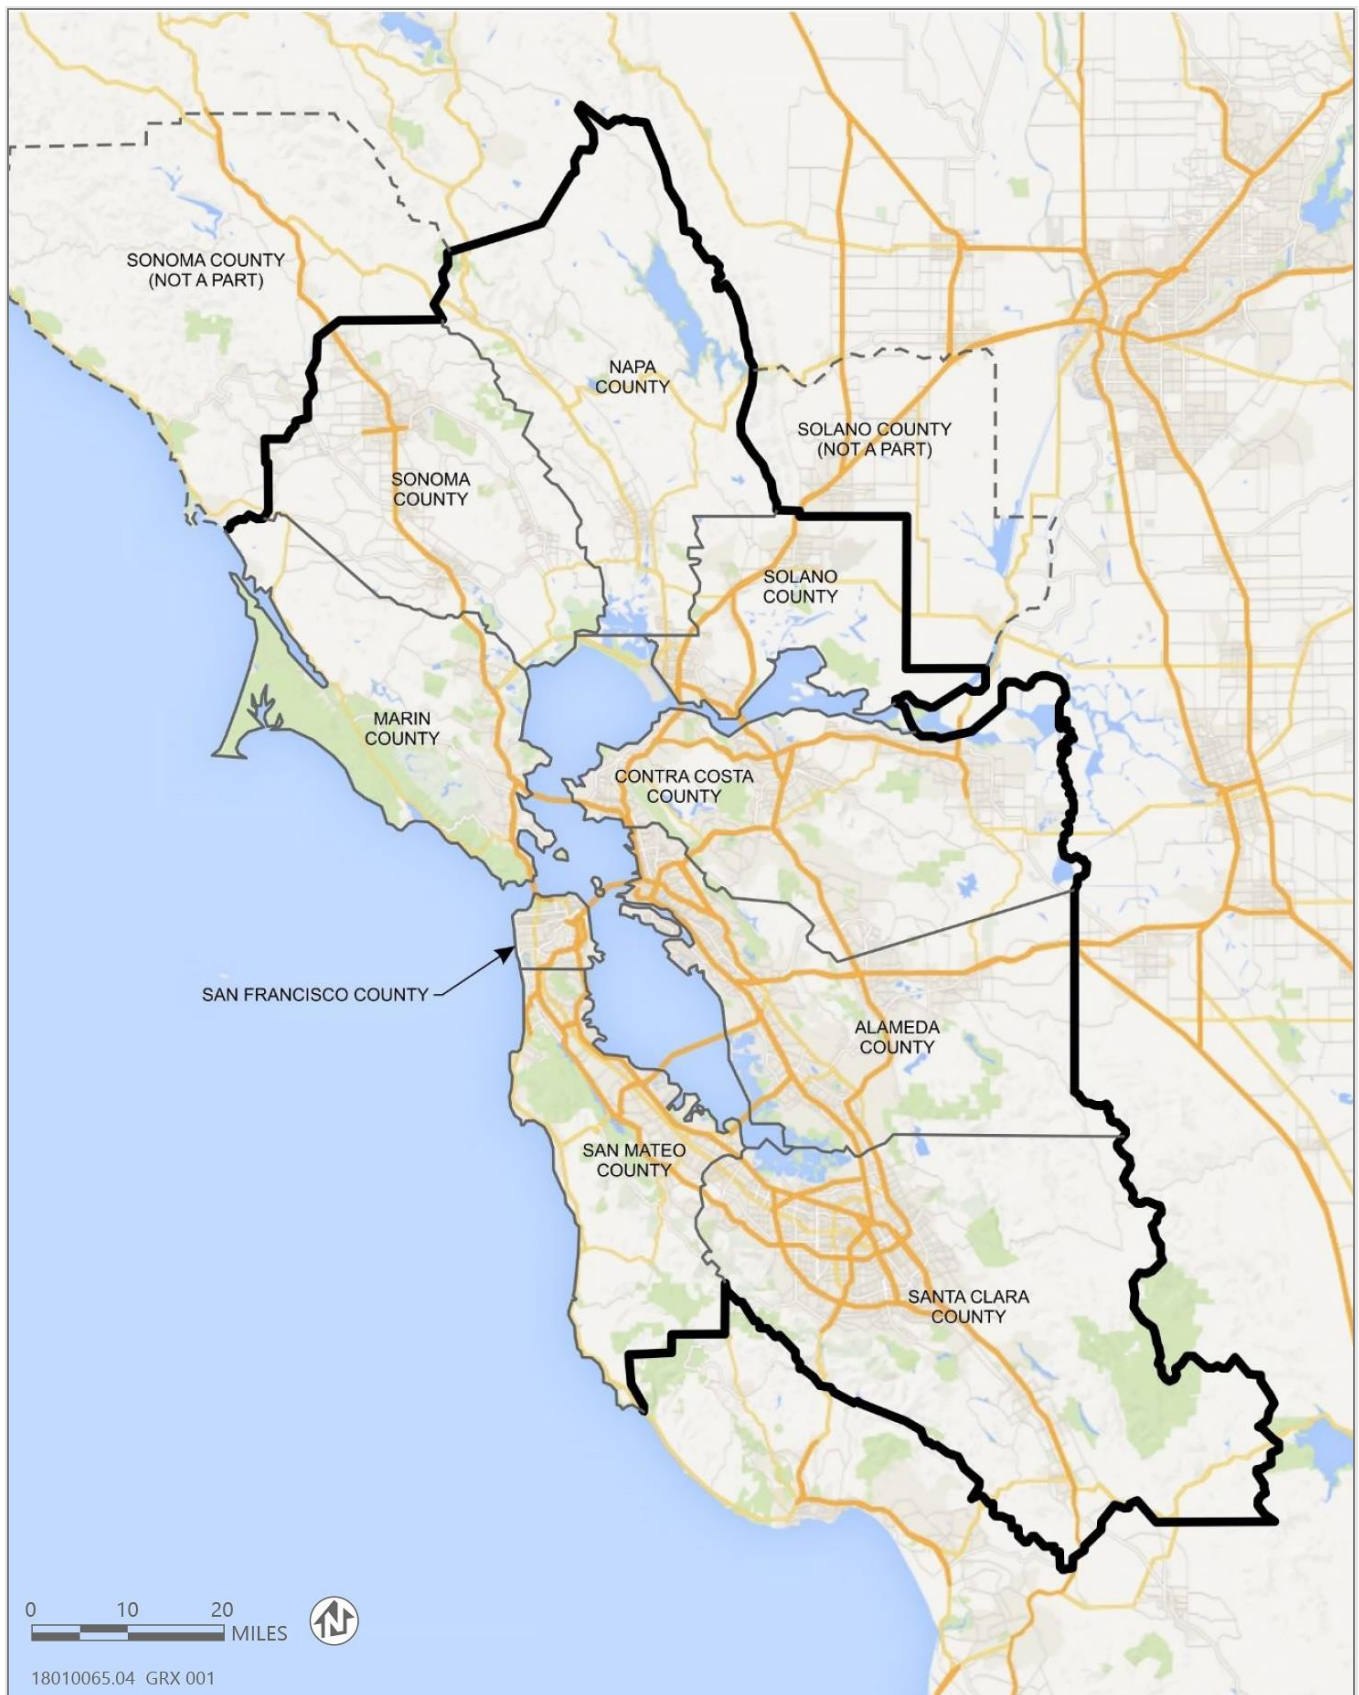 SONOMA COUNTY
(NOT A PART)
NAPA
COUNTY
SOLANO COUNTY
(NOT A PART)
SONOMA
COUNTY
SOLANO
COUNTY
MARIN
COUNTY
CONTRA COSTA
COUNTY
SAN FRANCISCO COUNTY
ALAMEDA
COUNTY
SAN MATEO
COUNTY
SANTA CLARA
COUNTY
0 10 20
MILES
N
18010065.04 GRX 001